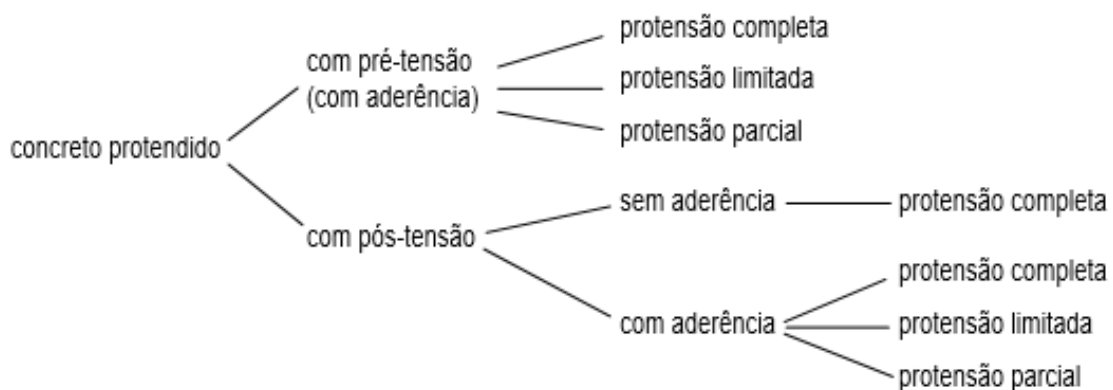 protensão completa
com pré-tensão
(com aderência)
protensão limitada
protensão parcial
concreto protendido
sem aderência
protensão completa
com pós-tensão
protensão completa
com aderência
protensão limitada
protensão parcial